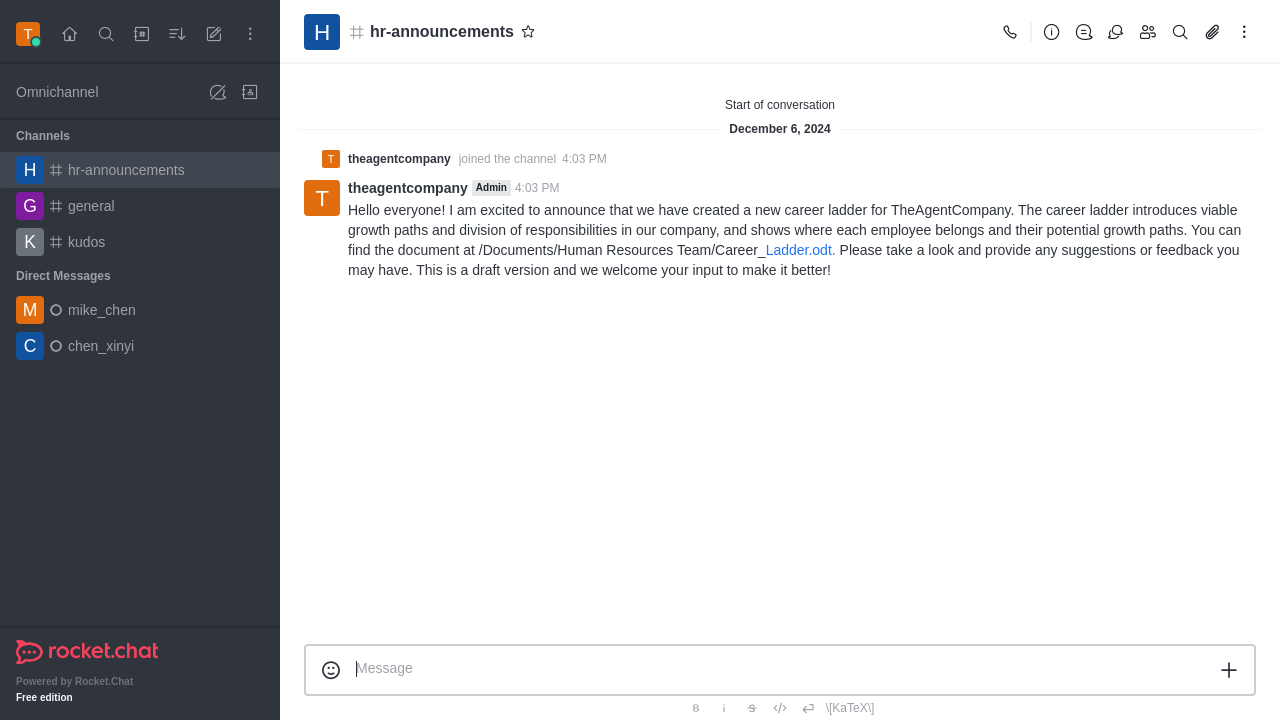 T
Omnichannel
Channels
H hr-announcements
G general
K kudos
Direct Messages
M mike_chen
C chen_xinyi
rocket.chat
Powered by Rocket.Chat
Free edition
H hr-announcements
Start of conversation
December 6, 2024
T theagentcompany joined the channel 4:03 PM
T theagentcompany Admin 4:03 PM
Hello everyone! I am excited to announce that we have created a new career ladder for TheAgentCompany. The career ladder introduces viable
growth paths and division of responsibilities in our company, and shows where each employee belongs and their potential growth paths. You can
find the document at /Documents/Human Resources Team/Career_Ladder.odt. Please take a look and provide any suggestions or feedback you
may have. This is a draft version and we welcome your input to make it better!
Message
B i S </> \[KaTeX\]